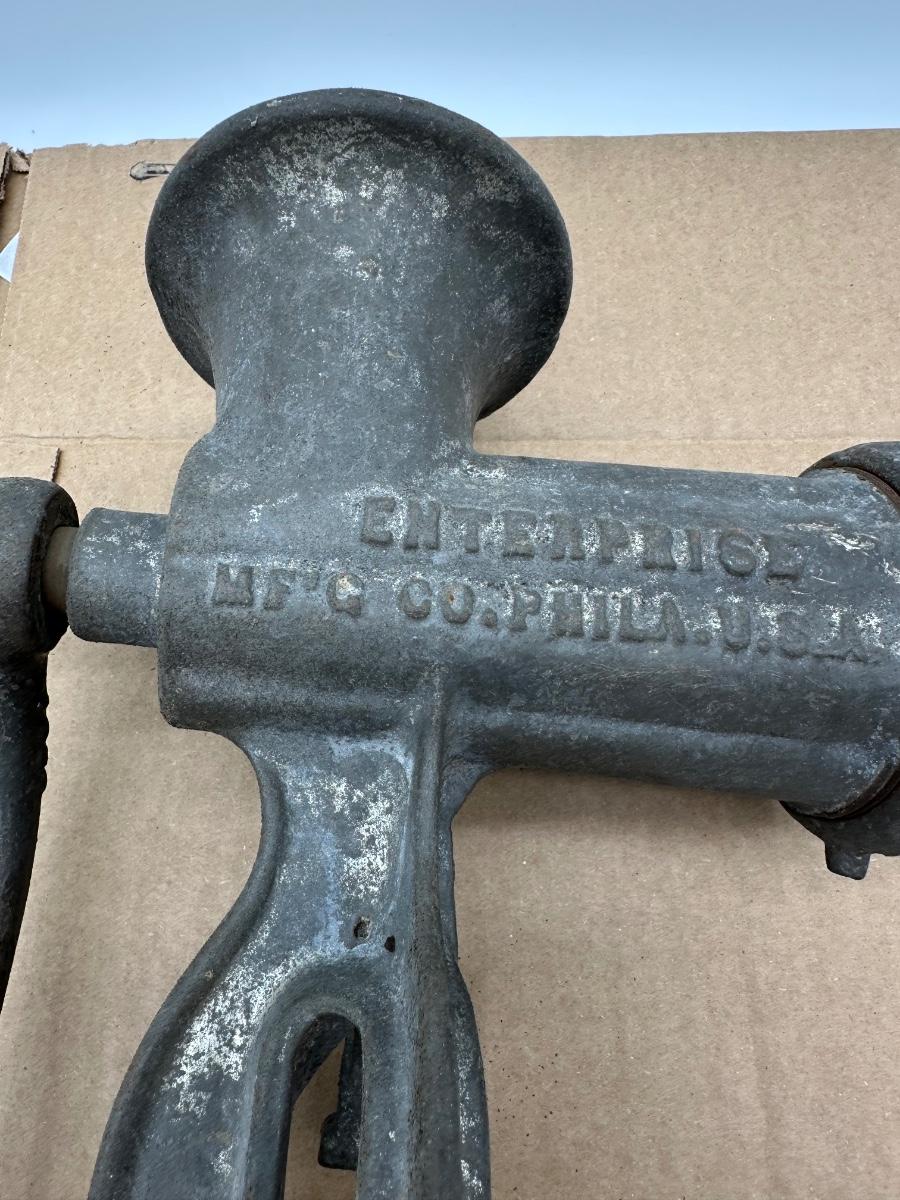 ENTERPRISE
MF'G CO. PHILA. U.S.A.